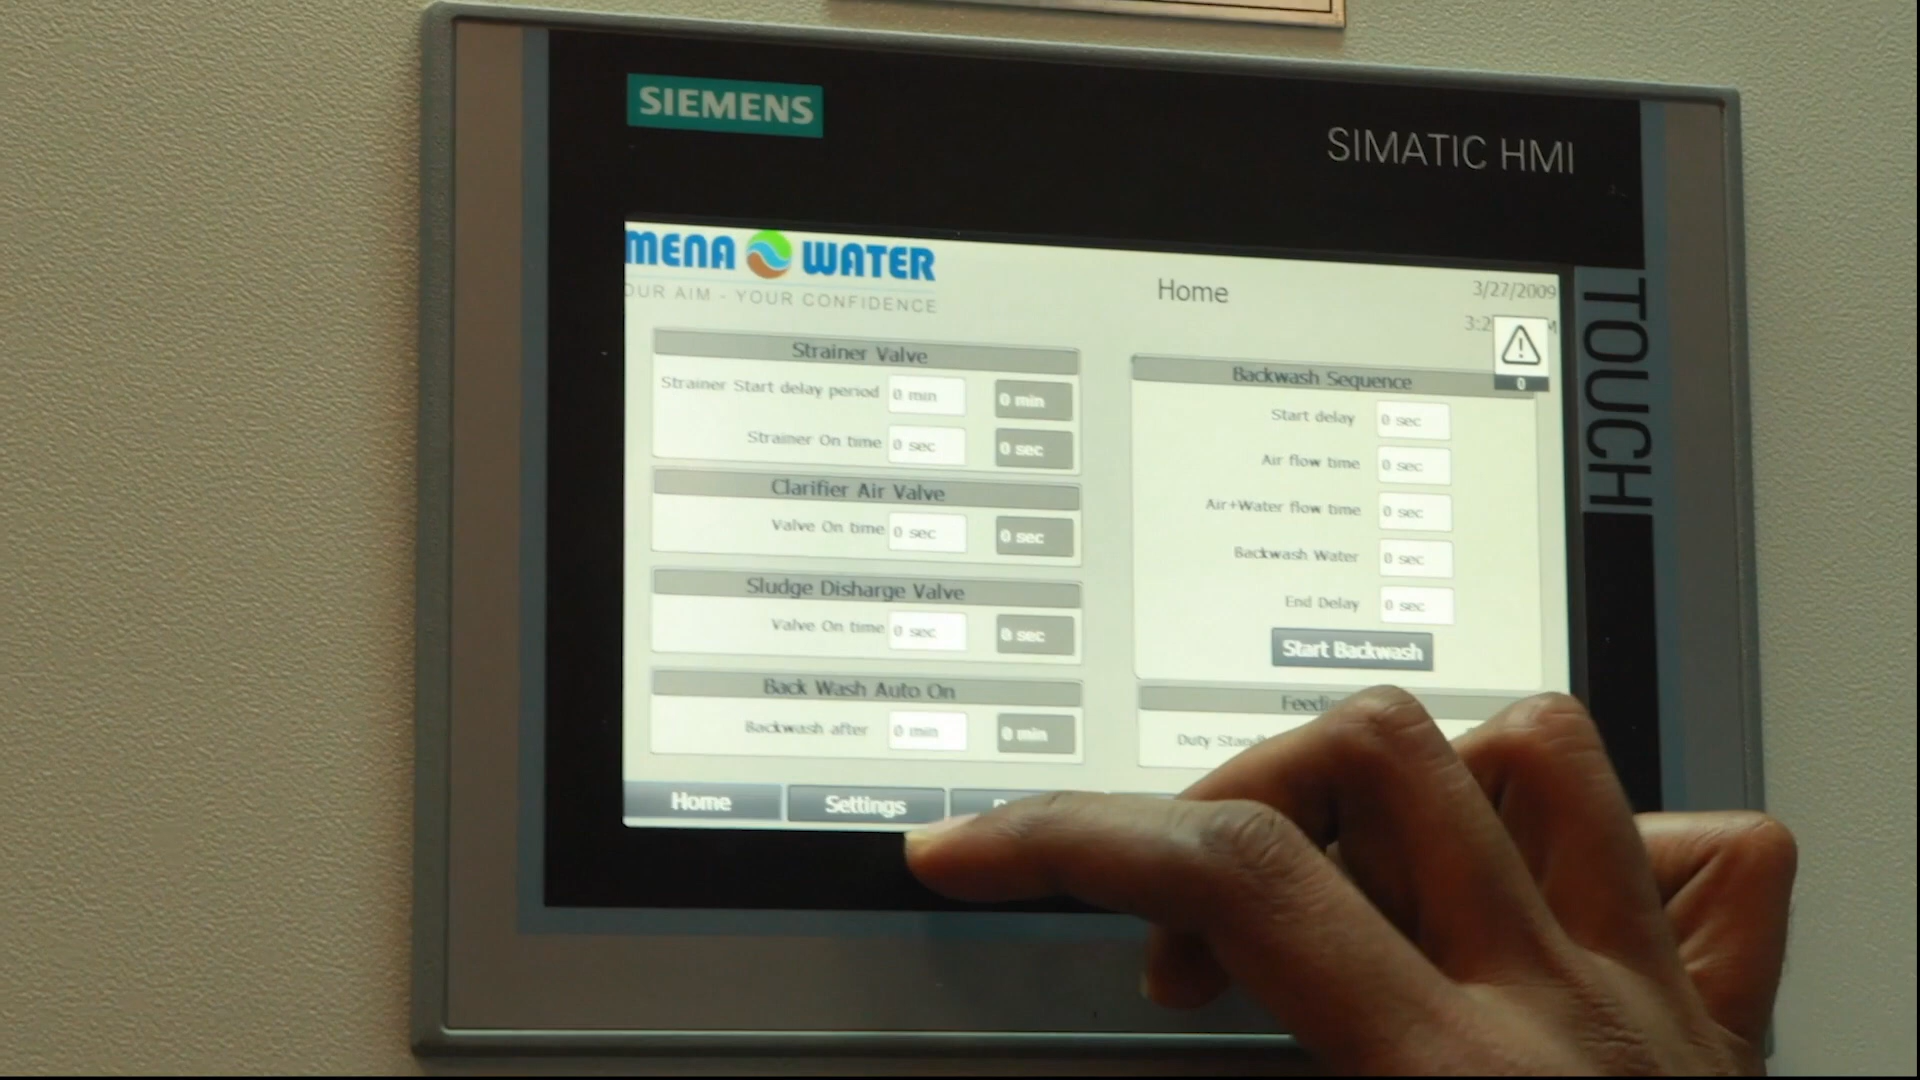 SIEMENS
SIMATIC HMI
TOUCH
MENA WATER
OUR AIM - YOUR CONFIDENCE
Home
3/27/2009
Strainer Valve
Strainer Start delay period 0 min 0 min
Strainer On time 0 sec 0 sec
Clarifier Air Valve
Valve On time 0 sec 0 sec
Sludge Disharge Valve
Valve On time 0 sec 0 sec
Back Wash Auto On
Backwash after 0 min 0 min
0
Backwash Sequence
Start delay 0 sec
Air flow time 0 sec
Air+Water flow time 0 sec
Backwash Water 0 sec
End Delay 0 sec
Start Backwash
Duty
Home Settings